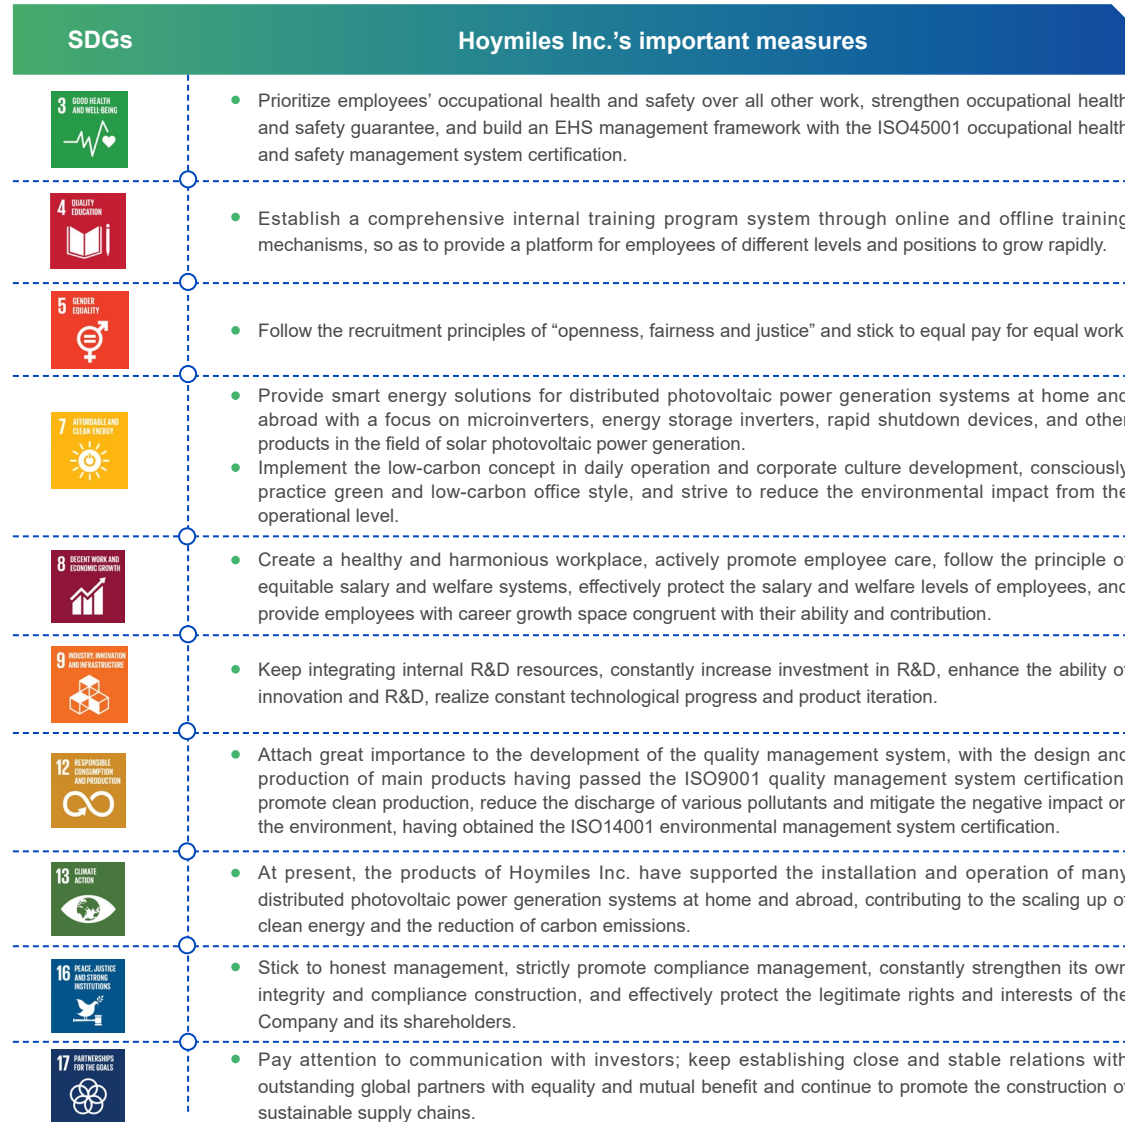 SDGs
Hoymiles Inc.'s important measures
3 GOOD HEALTH
AND WELL-BEING
Prioritize employees' occupational health and safety over all other work, strengthen occupational health
and safety guarantee, and build an EHS management framework with the ISO45001 occupational health
and safety management system certification.
4 QUALITY
EDUCATION
Establish a comprehensive internal training program system through online and offline training
mechanisms, so as to provide a platform for employees of different levels and positions to grow rapidly.
5 GENDER
EQUALITY
Follow the recruitment principles of “openness, fairness and justice” and stick to equal pay for equal work
7 AFFORDABLE AND
CLEAN ENERGY
Provide smart energy solutions for distributed photovoltaic power generation systems at home and
abroad with a focus on microinverters, energy storage inverters, rapid shutdown devices, and other
products in the field of solar photovoltaic power generation.
Implement the low-carbon concept in daily operation and corporate culture development, consciously
practice green and low-carbon office style, and strive to reduce the environmental impact from the
operational level.
8 DECENT WORK AND
ECONOMIC GROWTH
Create a healthy and harmonious workplace, actively promote employee care, follow the principle of
equitable salary and welfare systems, effectively protect the salary and welfare levels of employees, and
provide employees with career growth space congruent with their ability and contribution.
9 INDUSTRY, INNOVATION
AND INFRASTRUCTURE
Keep integrating internal R&D resources, constantly increase investment in R&D, enhance the ability of
innovation and R&D, realize constant technological progress and product iteration.
12 RESPONSIBLE
CONSUMPTION
AND PRODUCTION
Attach great importance to the development of the quality management system, with the design and
production of main products having passed the ISO9001 quality management system certification
promote clean production, reduce the discharge of various pollutants and mitigate the negative impact on
the environment, having obtained the ISO14001 environmental management system certification.
13 CLIMATE
ACTION
At present, the products of Hoymiles Inc. have supported the installation and operation of many
distributed photovoltaic power generation systems at home and abroad, contributing to the scaling up of
clean energy and the reduction of carbon emissions.
16 PEACE, JUSTICE
AND STRONG
INSTITUTIONS
Stick to honest management, strictly promote compliance management, constantly strengthen its own
integrity and compliance construction, and effectively protect the legitimate rights and interests of the
Company and its shareholders.
17 PARTNERSHIPS
FOR THE GOALS
Pay attention to communication with investors; keep establishing close and stable relations with
outstanding global partners with equality and mutual benefit and continue to promote the construction of
sustainable supply chains.